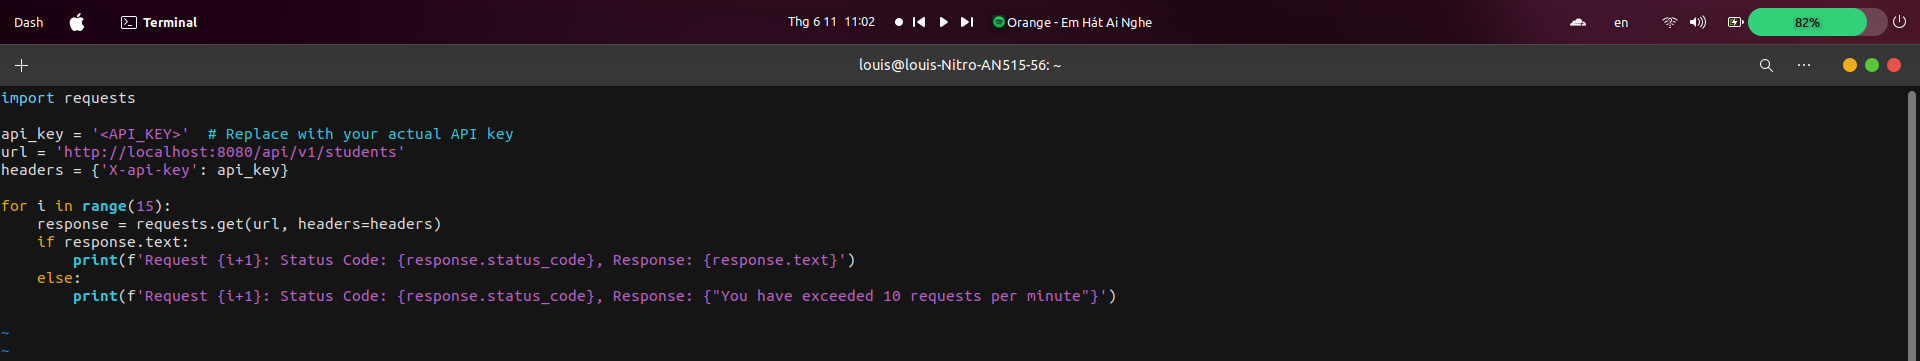 Dash Terminal Thg 6 11 11:02 Orange - Em Hát Ai Nghe en 82%
louis@louis-Nitro-AN515-56: ~
import requests
api_key = '<API_KEY>'  # Replace with your actual API key
url = 'http://localhost:8080/api/v1/students'
headers = {'X-api-key': api_key}
for i in range(15):
    response = requests.get(url, headers=headers)
    if response.text:
        print(f'Request {i+1}: Status Code: {response.status_code}, Response: {response.text}')
    else:
        print(f'Request {i+1}: Status Code: {response.status_code}, Response: {"You have exceeded 10 requests per minute"}')
~
~